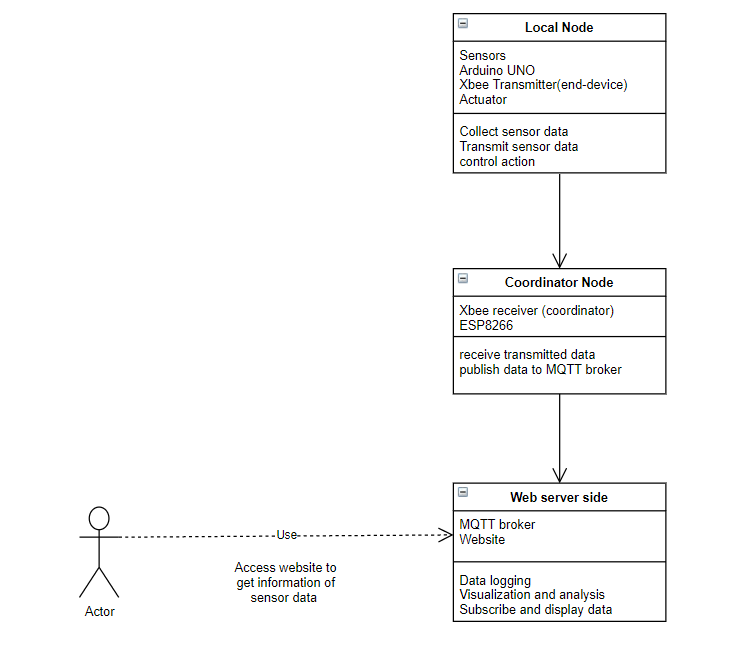 Local Node
Sensors
Arduino UNO
Xbee Transmitter(end-device)
Actuator
Collect sensor data
Transmit sensor data
control action
Coordinator Node
Xbee receiver (coordinator)
ESP8266
receive transmitted data
publish data to MQTT broker
Web server side
MQTT broker
Website
Data logging
Visualization and analysis
Subscribe and display data
Use
Access website to
get information of
sensor data
Actor